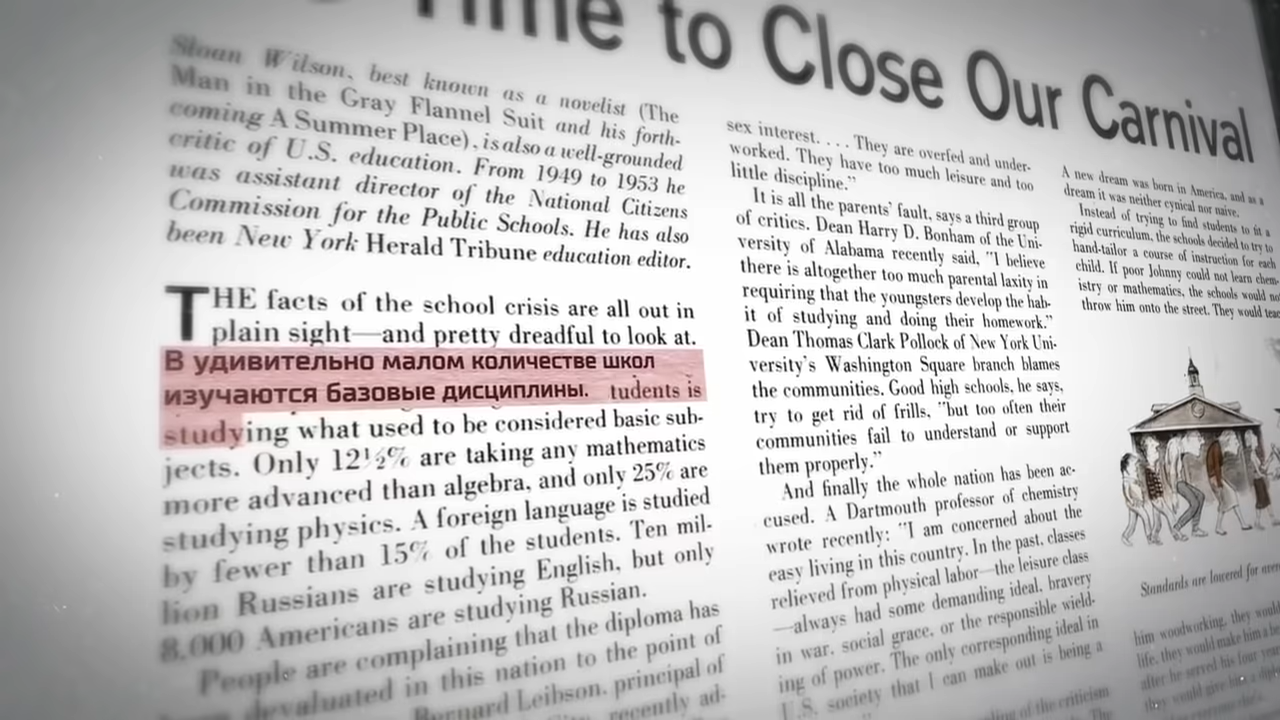 Time to Close Our Carnival
Sloan Wilson, best known as a novelist (The
Man in the Gray Flannel Suit and his forth-
coming A Summer Place), is also a well-grounded
critic of U.S. education. From 1949 to 1953 he
was assistant director of the National Citizens
Commission for the Public Schools. He has also
been New York Herald Tribune education editor.
THE facts of the school crisis are all out in
plain sight—and pretty dreadful to look at.
В удивительно малом количестве школ
изучаются базовые дисциплины. tudents is
studying what used to be considered basic sub-
jects. Only 12½% are taking any mathematics
more advanced than algebra, and only 25% are
studying physics. A foreign language is studied
by fewer than 15% of the students. Ten mil-
lion Russians are studying English, but only
8,000 Americans are studying Russian.
People are complaining that the diploma has
been devaluated in this nation to the point of
Bernard Leibson, principal of
recently ad-
sex interest. . . . They are overfed and under-
worked. They have too much leisure and too
little discipline."
It is all the parents' fault, says a third group
of critics. Dean Harry D. Bonham of the Uni-
versity of Alabama recently said, "I believe
there is altogether too much parental laxity in
requiring that the youngsters develop the hab-
it of studying and doing their homework."
Dean Thomas Clark Pollock of New York Uni-
versity's Washington Square branch blames
the communities. Good high schools, he says,
try to get rid of frills, "but too often their
communities fail to understand or support
them properly."
And finally the whole nation has been ac-
cused. A Dartmouth professor of chemistry
wrote recently: "I am concerned about the
easy living in this country. In the past, classes
relieved from physical labor—the leisure class
—always had some demanding ideal, bravery
in war, social grace, or the responsible wield-
ing of power. The only corresponding ideal in
U.S. society that I can make out is being a
of the criticism
The
A new dream was born in America, and as a
dream it was neither cynical nor naive.
Instead of trying to find students to fit a
rigid curriculum, the schools decided to try to
hand-tailor a course of instruction for each
child. If poor Johnny could not learn chem-
istry or mathematics, the schools would not
throw him onto the street. They would teach
Standards are lowered for
him woodworking, they would
life, they would make him a
after he served his four year
they would give him a